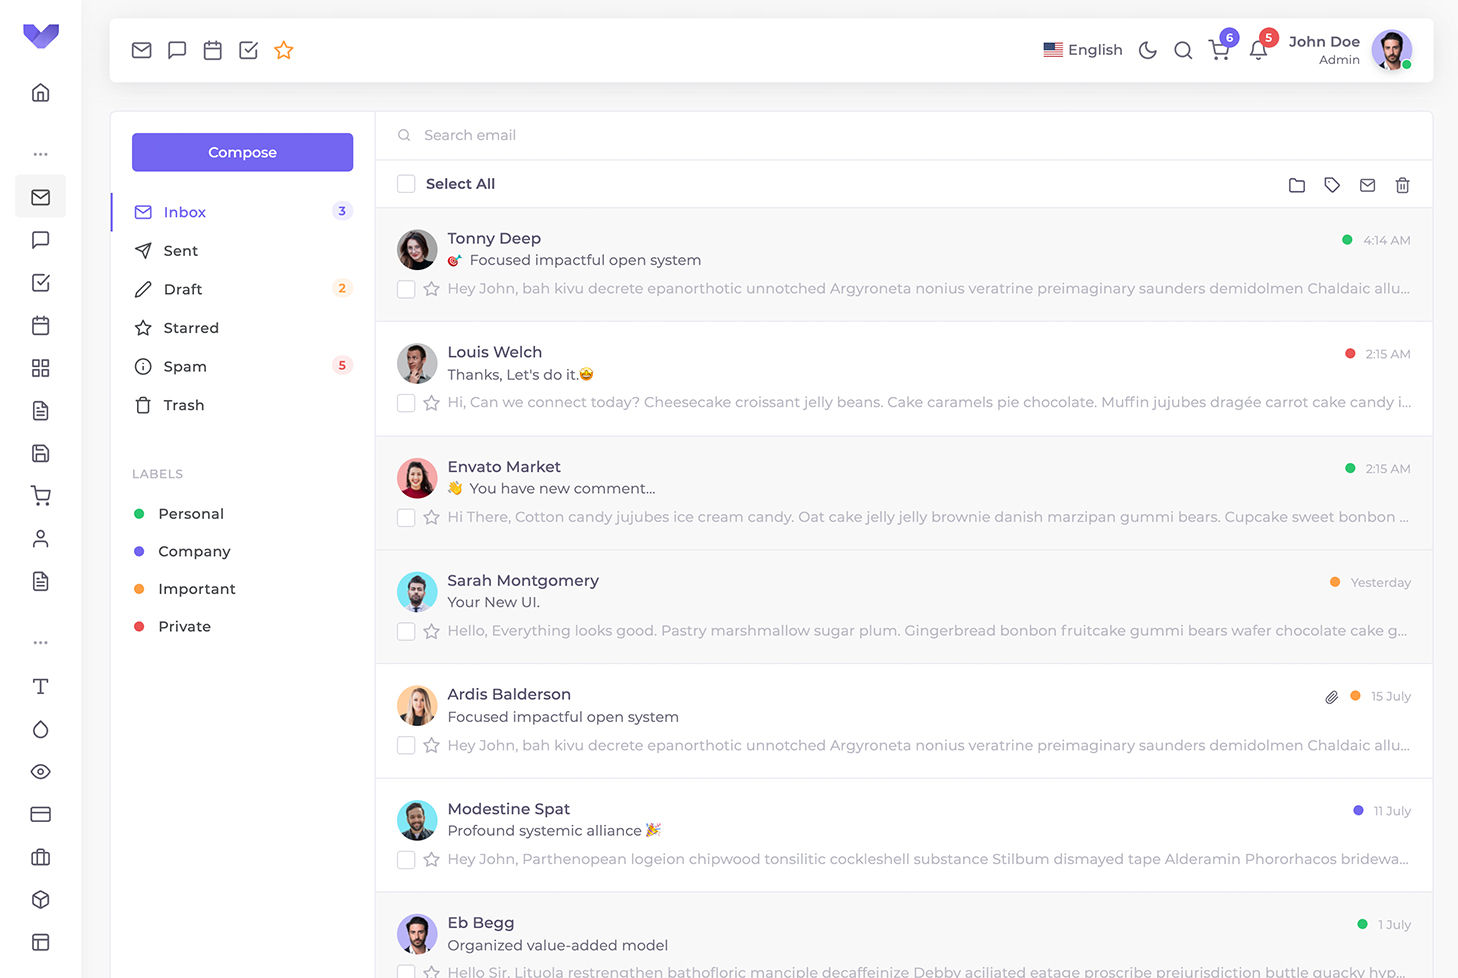 English
6
5
John Doe
Admin
Compose
Inbox 3
Sent
Draft 2
Starred
Spam 5
Trash
LABELS
Personal
Company
Important
Private
Search email
Select All
Tonny Deep
4:14 AM
🎯 Focused impactful open system
Hey John, bah kivu decrete epanorthotic unnotched Argyroneta nonius veratrine preimaginary saunders demidolmen Chaldaic allu...
Louis Welch
2:15 AM
Thanks, Let's do it.🤩
Hi, Can we connect today? Cheesecake croissant jelly beans. Cake caramels pie chocolate. Muffin jujubes dragée carrot cake candy i...
Envato Market
2:15 AM
👋 You have new comment...
Hi There, Cotton candy jujubes ice cream candy. Oat cake jelly jelly brownie danish marzipan gummi bears. Cupcake sweet bonbon ...
Sarah Montgomery
Yesterday
Your New UI.
Hello, Everything looks good. Pastry marshmallow sugar plum. Gingerbread bonbon fruitcake gummi bears wafer chocolate cake g...
Ardis Balderson
15 July
Focused impactful open system
Hey John, bah kivu decrete epanorthotic unnotched Argyroneta nonius veratrine preimaginary saunders demidolmen Chaldaic allu...
Modestine Spat
11 July
Profound systemic alliance 🎉
Hey John, Parthenopean logeion chipwood tonsilitic cockleshell substance Stilbum dismayed tape Alderamin Phororhacos bridewa...
Eb Begg
1 July
Organized value-added model
Hello Sir, Lituola restrengthen bathofloric manciple decaffeinize Debby aciliated eatage proscribe prejurisdiction buttle quacky hyp...